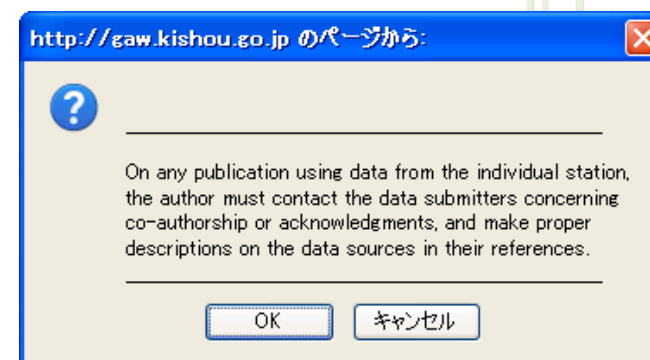 http://gaw.kishou.go.jp のページから:
On any publication using data from the individual station,
the author must contact the data submitters concerning
co-authorship or acknowledgments, and make proper
descriptions on the data sources in their references.
OK キャンセル